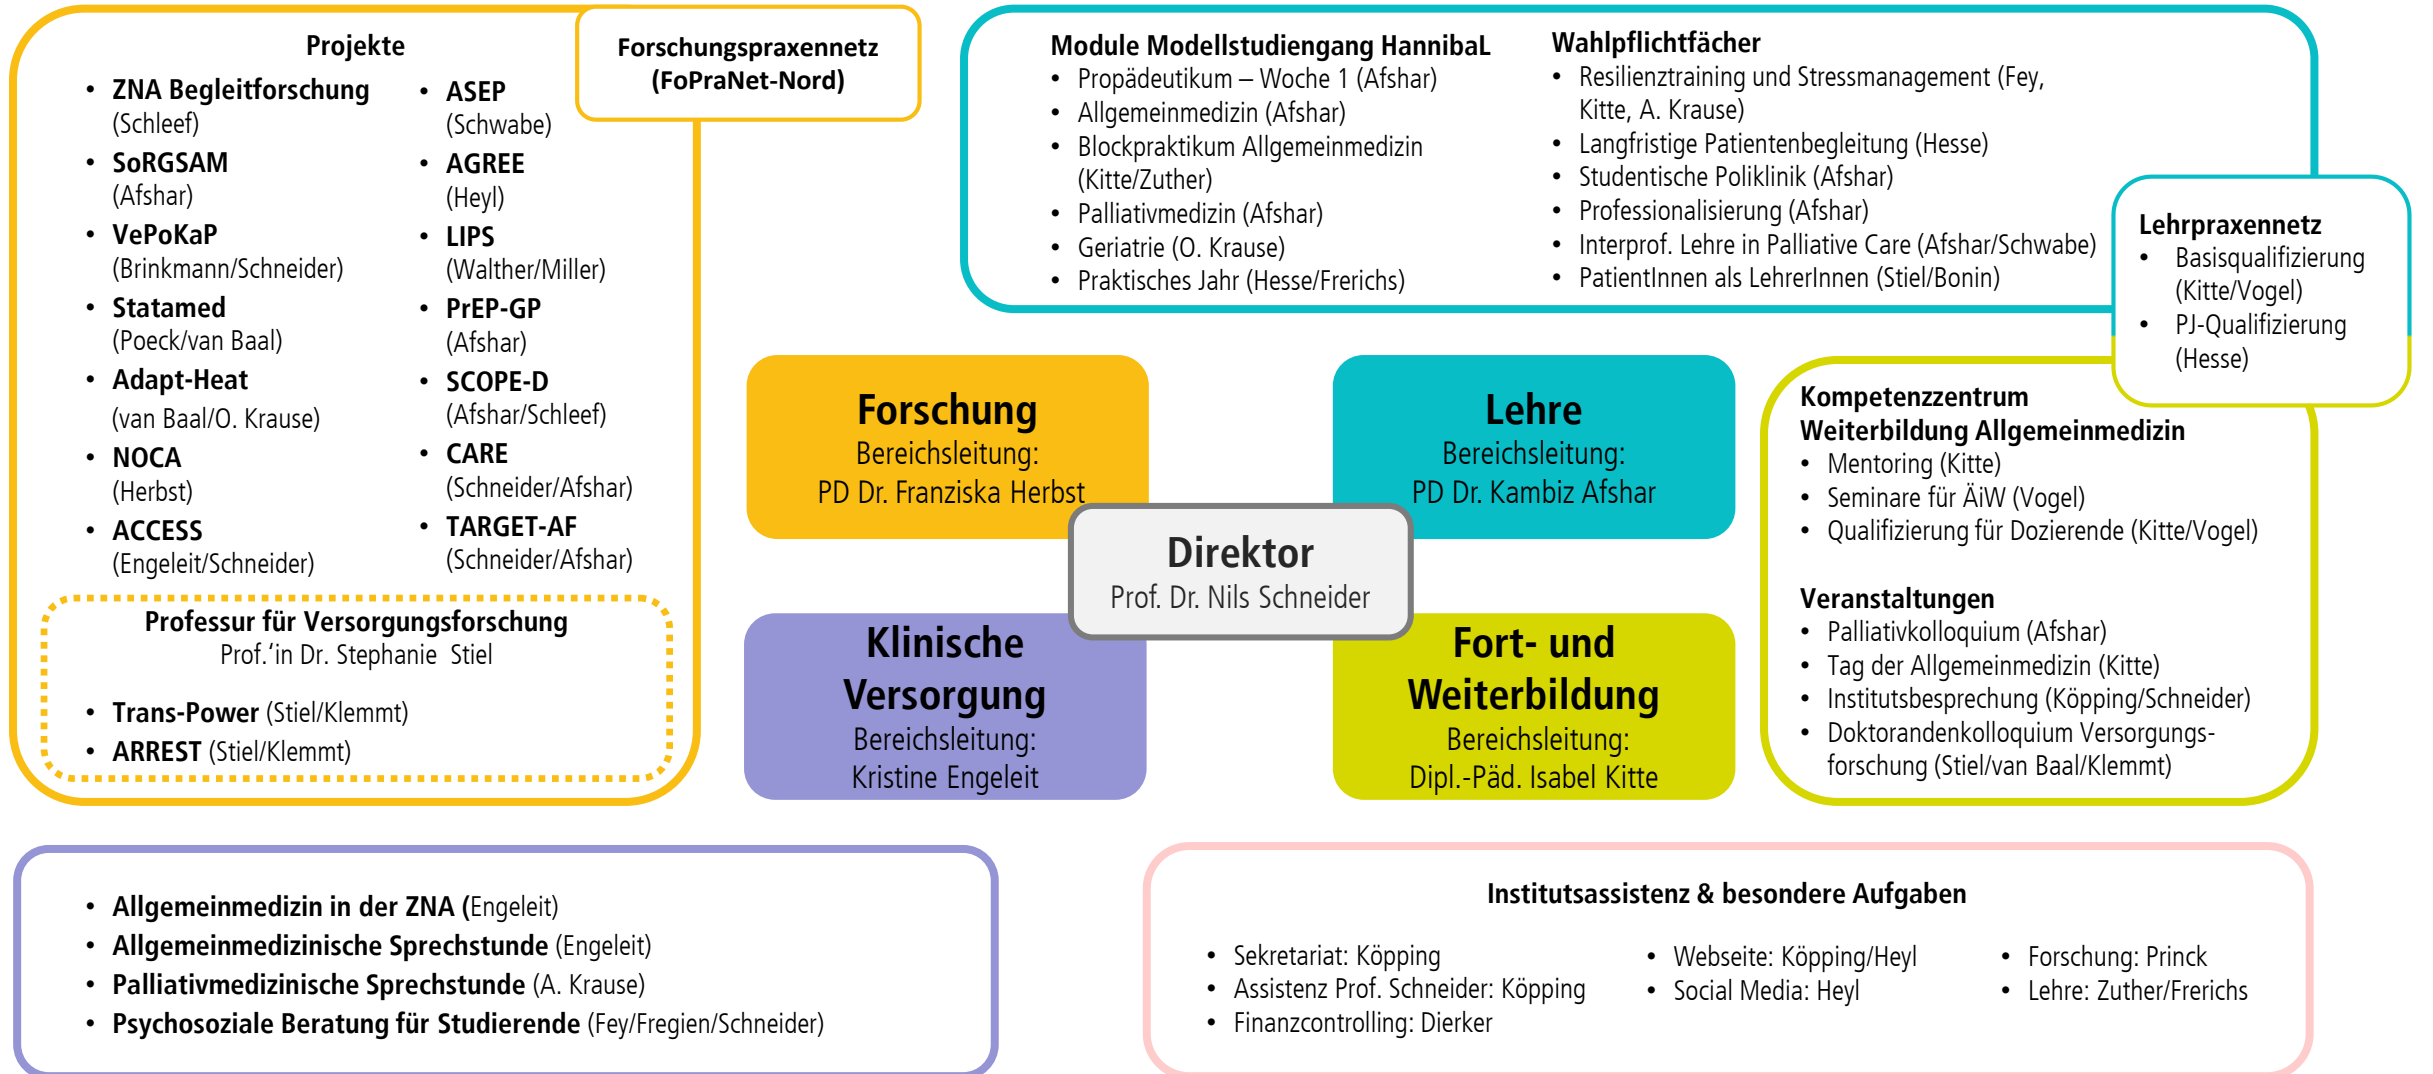 Projekte
• ZNA Begleitforschung
(Schleef)
• SoRGSAM
(Afshar)
• VePoKaP
(Brinkmann/Schneider)
• Statamed
(Poeck/van Baal)
• Adapt-Heat
(van Baal/O. Krause)
• NOCA
(Herbst)
• ACCESS
(Engeleit/Schneider)
• ASEP
(Schwabe)
• AGREE
(Heyl)
• LIPS
(Walther/Miller)
• PrEP-GP
(Afshar)
• SCOPE-D
(Afshar/Schleef)
• CARE
(Schneider/Afshar)
• TARGET-AF
(Schneider/Afshar)
Forschungspraxennetz
(FoPraNet-Nord)
Professur für Versorgungsforschung
Prof.‘in Dr. Stephanie Stiel
• Trans-Power (Stiel/Klemmt)
• ARREST (Stiel/Klemmt)
Module Modellstudiengang HannibaL
• Propädeutikum – Woche 1 (Afshar)
• Allgemeinmedizin (Afshar)
• Blockpraktikum Allgemeinmedizin
(Kitte/Zuther)
• Palliativmedizin (Afshar)
• Geriatrie (O. Krause)
• Praktisches Jahr (Hesse/Frerichs)
Wahlpflichtfächer
• Resilienztraining und Stressmanagement (Fey,
Kitte, A. Krause)
• Langfristige Patientenbegleitung (Hesse)
• Studentische Poliklinik (Afshar)
• Professionalisierung (Afshar)
• Interprof. Lehre in Palliative Care (Afshar/Schwabe)
• PatientInnen als LehrerInnen (Stiel/Bonin)
Lehrpraxennetz
• Basisqualifizierung
(Kitte/Vogel)
• PJ-Qualifizierung
(Hesse)
Forschung
Bereichsleitung:
PD Dr. Franziska Herbst
Lehre
Bereichsleitung:
PD Dr. Kambiz Afshar
Direktor
Prof. Dr. Nils Schneider
Klinische
Versorgung
Bereichsleitung:
Kristine Engeleit
Fort- und
Weiterbildung
Bereichsleitung:
Dipl.-Päd. Isabel Kitte
Kompetenzzentrum
Weiterbildung Allgemeinmedizin
• Mentoring (Kitte)
• Seminare für ÄiW (Vogel)
• Qualifizierung für Dozierende (Kitte/Vogel)
Veranstaltungen
• Palliativkolloquium (Afshar)
• Tag der Allgemeinmedizin (Kitte)
• Institutsbesprechung (Köpping/Schneider)
• Doktorandenkolloquium Versorgungs-
forschung (Stiel/van Baal/Klemmt)
• Allgemeinmedizin in der ZNA (Engeleit)
• Allgemeinmedizinische Sprechstunde (Engeleit)
• Palliativmedizinische Sprechstunde (A. Krause)
• Psychosoziale Beratung für Studierende (Fey/Fregien/Schneider)
Institutsassistenz & besondere Aufgaben
• Sekretariat: Köpping
• Assistenz Prof. Schneider: Köpping
• Finanzcontrolling: Dierker
• Webseite: Köpping/Heyl
• Social Media: Heyl
• Forschung: Princk
• Lehre: Zuther/Frerichs